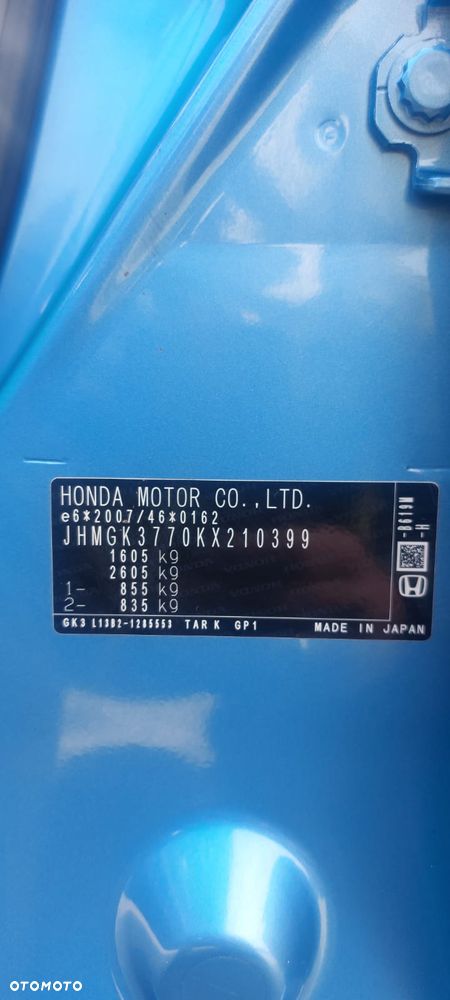 HONDA MOTOR CO.,LTD.
e6*2007/46*0162
JHMGK3770KX210399
1605 kg
2605 kg
1- 855 kg
2- 835 kg
GK3 L13B2-1285553 TAR K GP1 MADE IN JAPAN
-B619M
-H
OTOMOTO